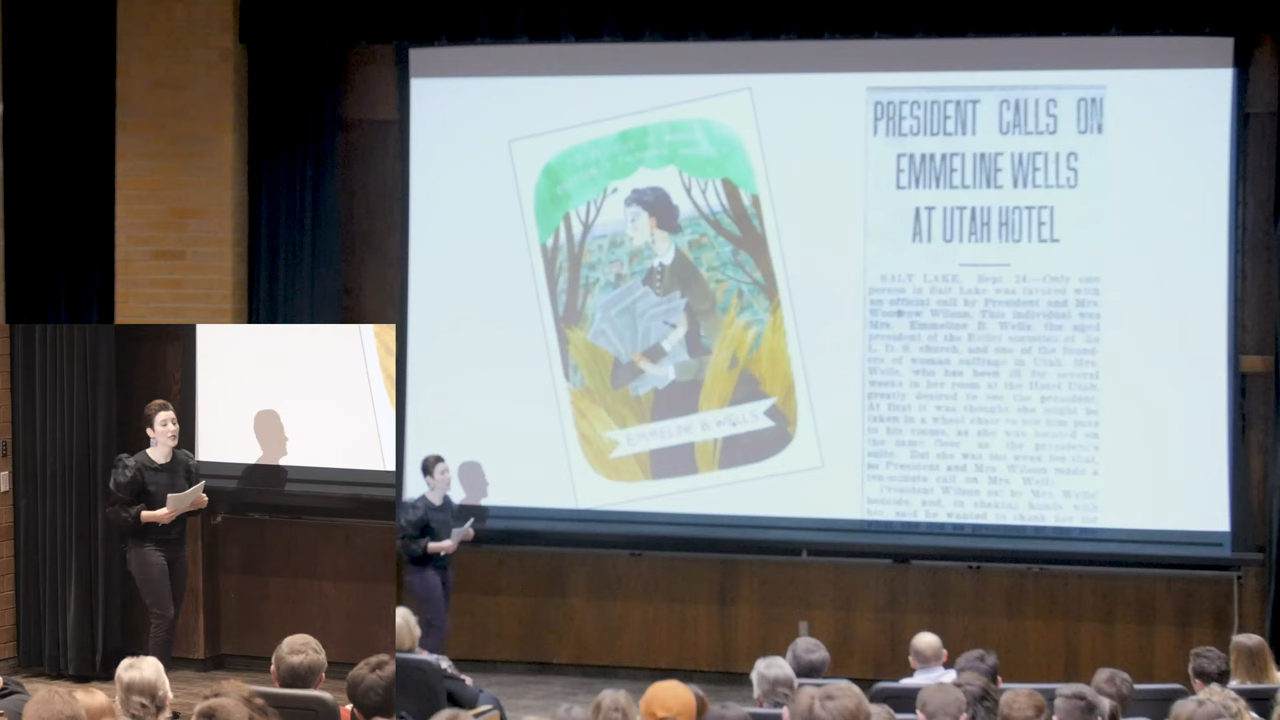 EMMELINE B. WELLS
PRESIDENT CALLS ON
EMMELINE WELLS
AT UTAH HOTEL
SALT LAKE, Sept 24.—Only one
person in Salt Lake was favored with
an official call by President and Mrs.
Woodrow Wilson. This individual was
Mrs. Emmeline B. Wells, the aged
president of the Relief societies of the
L. D. S. church, and one of the found-
ers of woman suffrage in Utah. Mrs.
Wells, who has been ill for several
weeks in her room at the Hotel Utah,
greatly desired to see the president.
At first it was thought she might be
taken in a wheel chair to see him pass
to his rooms, as she was located on
the same floor as the president's
suite. But she was too weak for that,
so President and Mrs. Wilson made a
ten-minute call on Mrs. Wells.
President Wilson sat by Mrs. Wells'
bedside and, in shaking hands with
her, said he wanted to thank her for